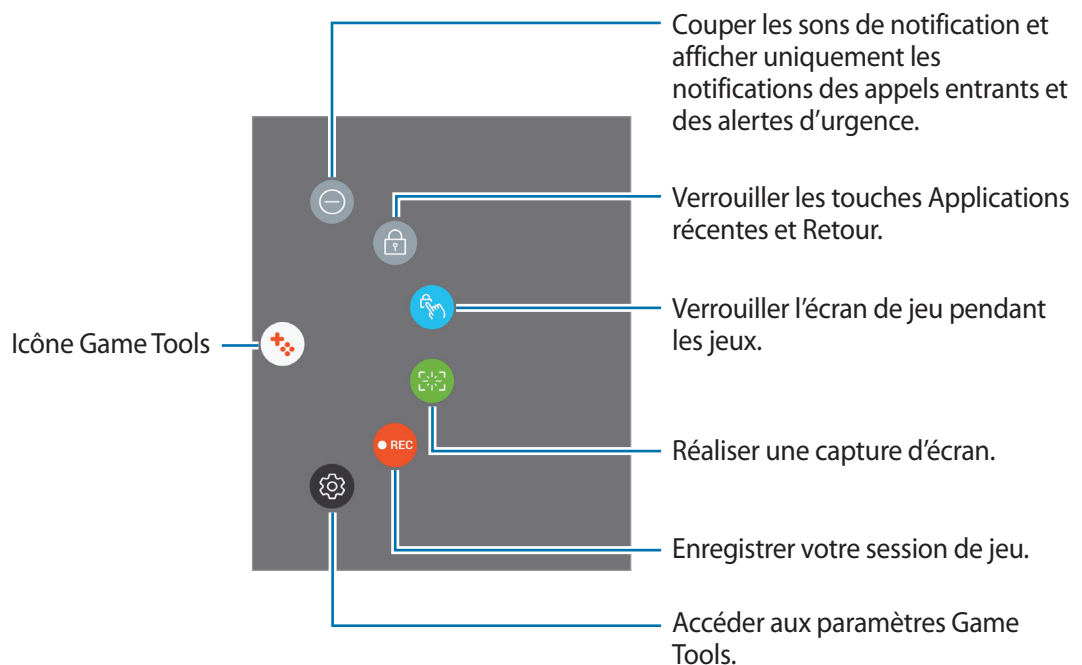 Couper les sons de notification et
afficher uniquement les
notifications des appels entrants et
des alertes d’urgence.
Verrouiller les touches Applications
récentes et Retour.
Verrouiller l’écran de jeu pendant
les jeux.
Icône Game Tools
Réaliser une capture d’écran.
REC
Enregistrer votre session de jeu.
Accéder aux paramètres Game
Tools.